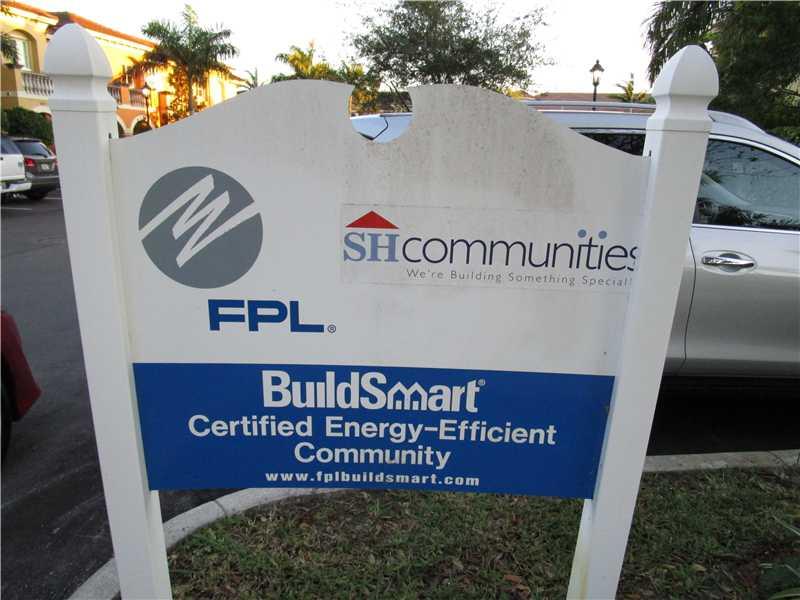 FPL®
SHcommunities
We're Building Something Special!
BuildSmart®
Certified Energy-Efficient
Community
www.fplbuildsmart.com